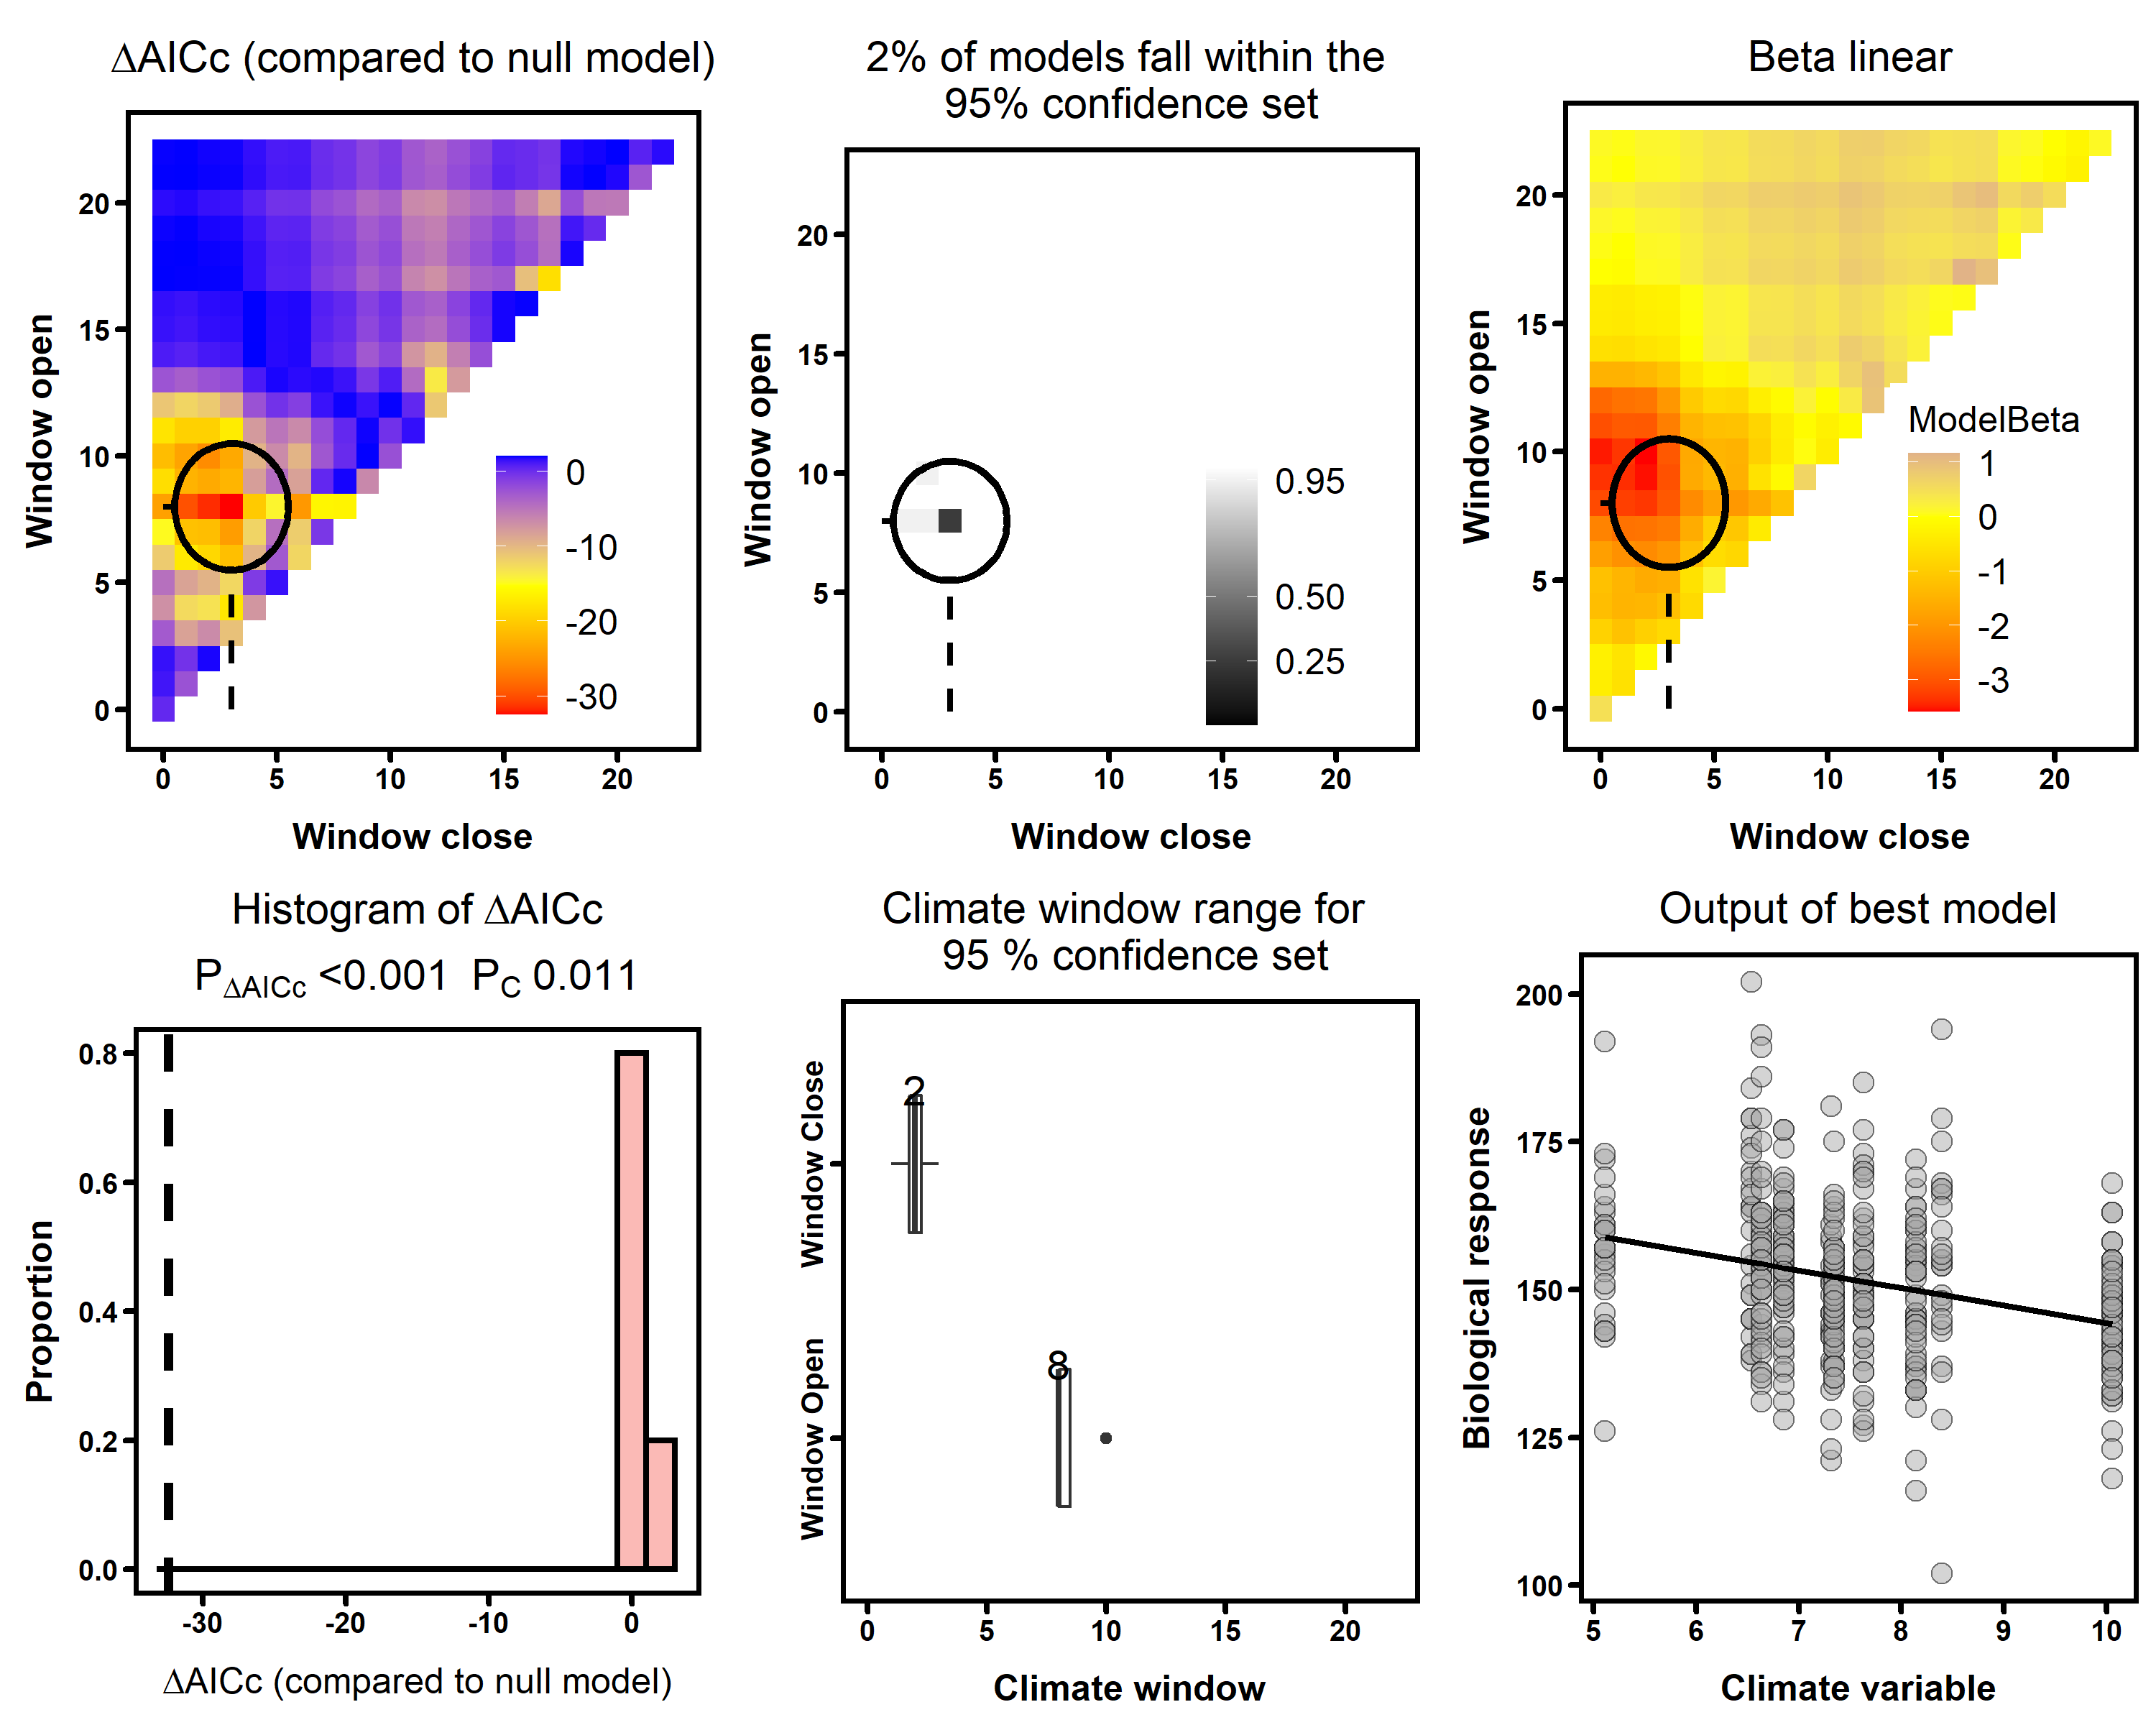 ΔAICc (compared to null model)
20
15
10
5
0
Window open
0
-10
-20
-30
0 5 10 15 20
Window close
2% of models fall within the
95% confidence set
20
15
10
5
0
Window open
0.95
0.50
0.25
0 5 10 15 20
Window close
Beta linear
20
15
10
5
0
Window open
ModelBeta
1
0
-1
-2
-3
0 5 10 15 20
Window close
Histogram of ΔAICc
PΔAICc <0.001 PC 0.011
0.8
0.6
0.4
0.2
0.0
Proportion
-30 -20 -10 0
ΔAICc (compared to null model)
Climate window range for
95 % confidence set
Window Close
2
Window Open
8
0 5 10 15 20
Climate window
Output of best model
200
175
150
125
100
Biological response
5 6 7 8 9 10
Climate variable